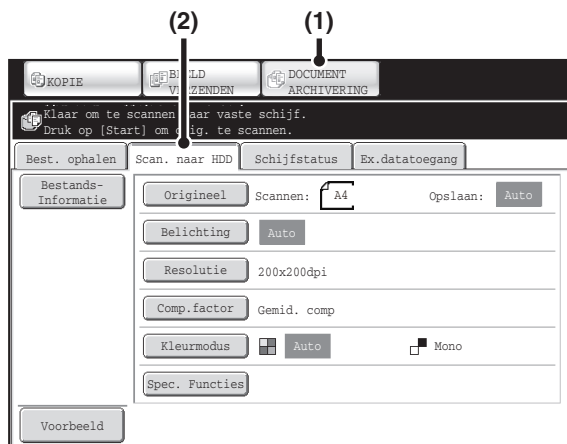 (2) (1)
KOPIE
BEELD
VERZENDEN
DOCUMENT
ARCHIVERING
Klaar om te scannen naar vaste schijf.
Druk op [Start] om orig. te scannen.
Best. ophalen Scan. naar HDD Schijfstatus Ex.datatoegang
Bestands-
Informatie
Origineel Scannen: A4 Opslaan: Auto
Belichting Auto
Resolutie 200x200dpi
Comp.factor Gemid. comp
Kleurmodus Auto Mono
Spec. Functies
Voorbeeld